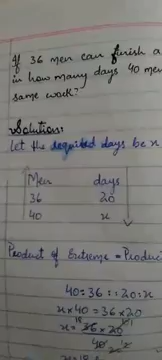 If 36 men can finish a
in how many days 40 men
same work?
Solution:
Let the required days be x
Men days
36 20
40 x
Product of Extreme = Product
40:36::20:x
x×40=36×20
x=
x=18